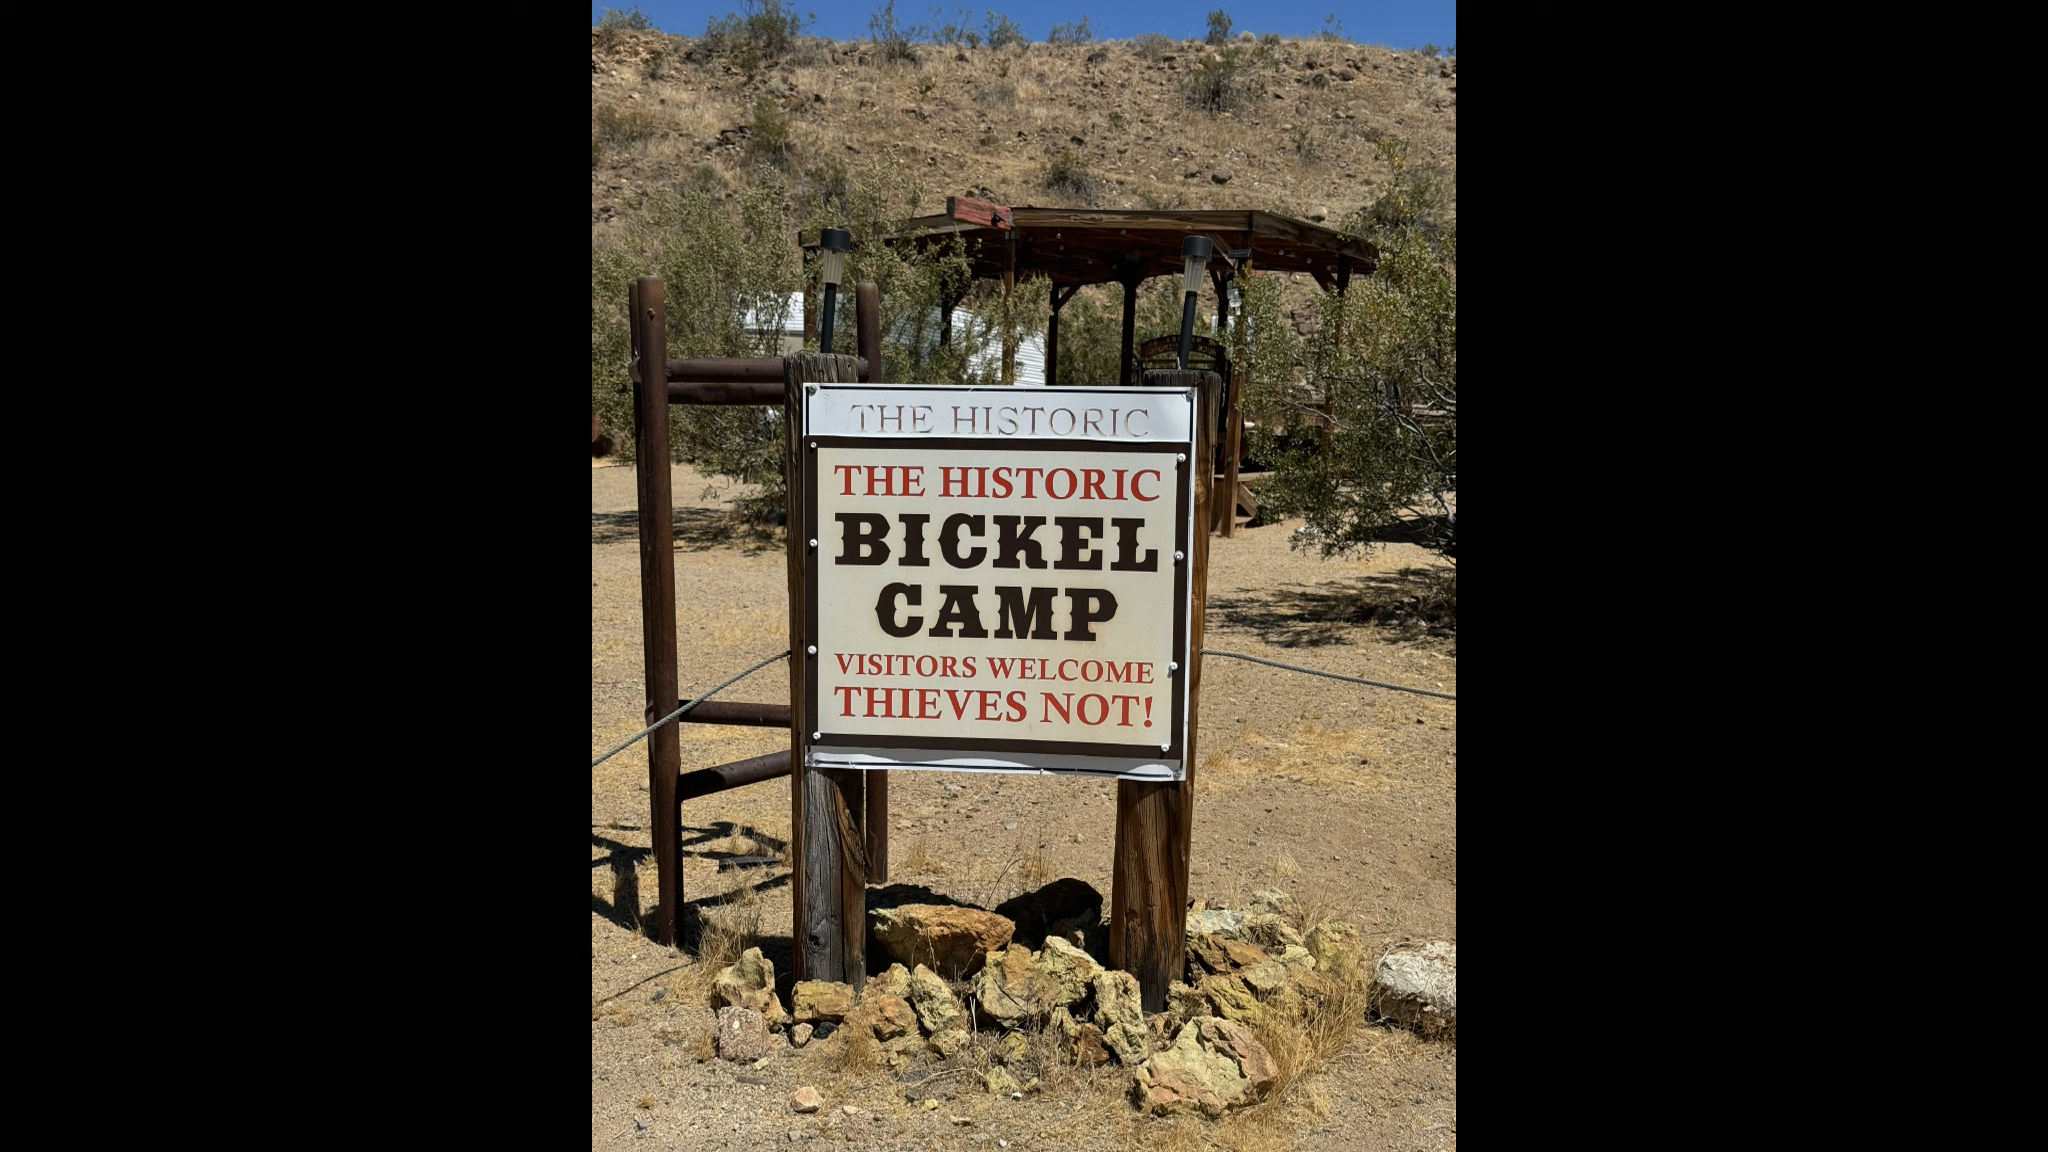 THE HISTORIC
THE HISTORIC
BICKEL
CAMP
VISITORS WELCOME
THIEVES NOT!